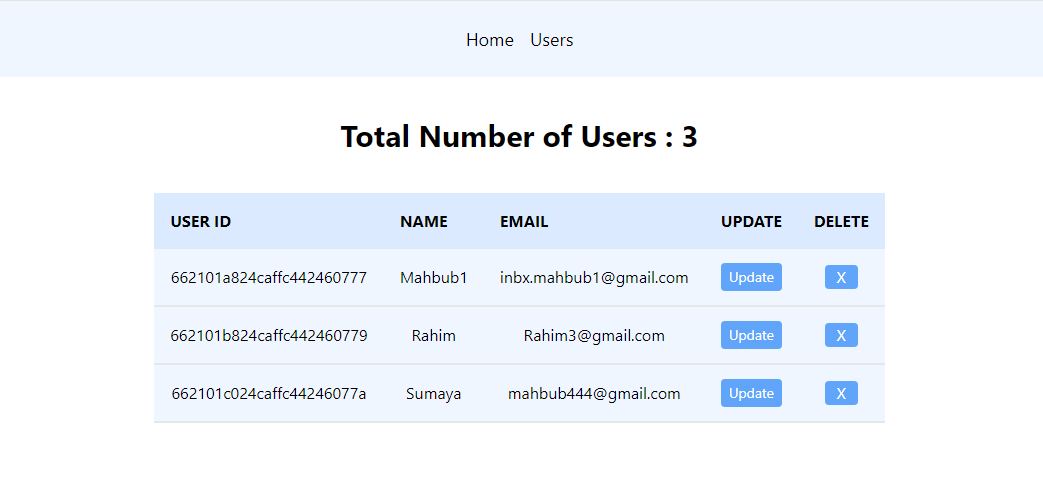 Home Users
Total Number of Users : 3
USER ID NAME EMAIL UPDATE DELETE
662101a824caffc442460777 Mahbub1 inbx.mahbub1@gmail.com Update X
662101b824caffc442460779 Rahim Rahim3@gmail.com Update X
662101c024caffc44246077a Sumaya mahbub444@gmail.com Update X